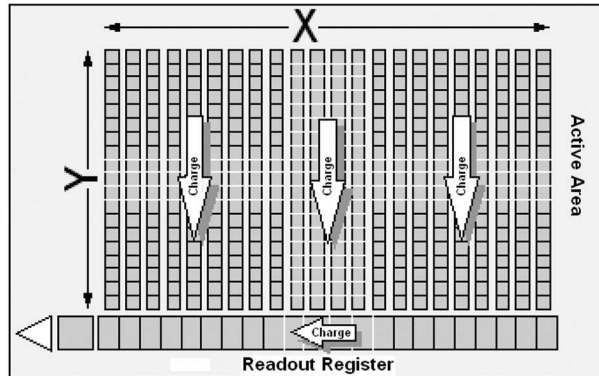 X
Y
Charge
Charge
Charge
Active Area
Charge
Readout Register